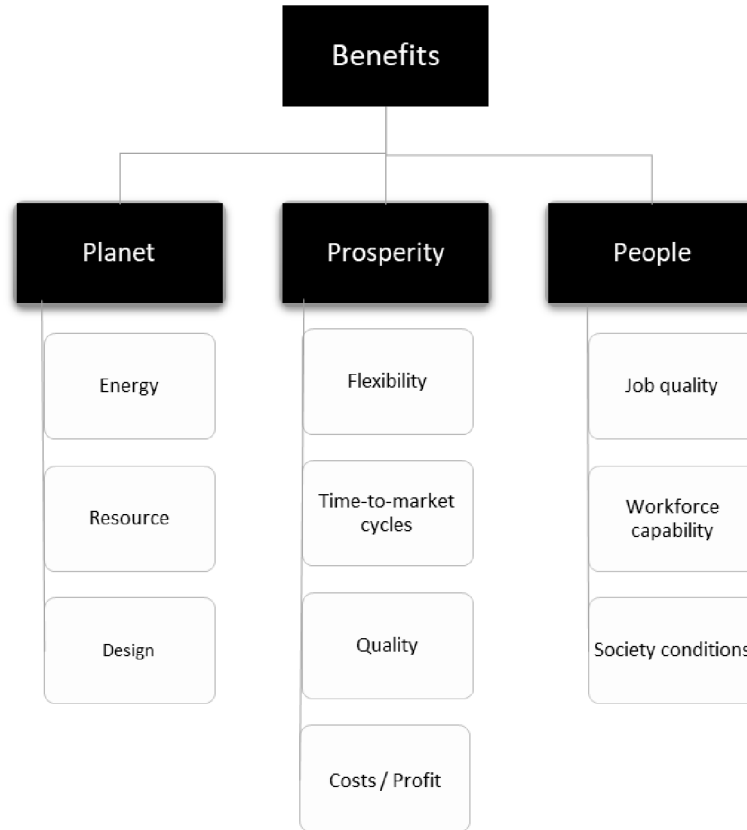 Benefits
Planet
Prosperity
People
Energy
Resource
Design
Flexibility
Time-to-market
cycles
Quality
Costs / Profit
Job quality
Workforce
capability
Society conditions